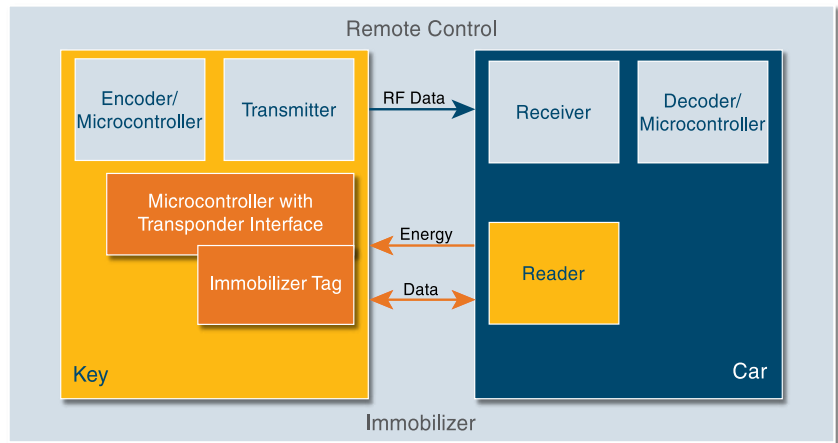 Remote Control
Encoder/
Microcontroller
Transmitter
RF Data
Receiver
Decoder/
Microcontroller
Microcontroller with
Transponder Interface
Energy
Immobilizer Tag
Data
Reader
Key
Car
Immobilizer